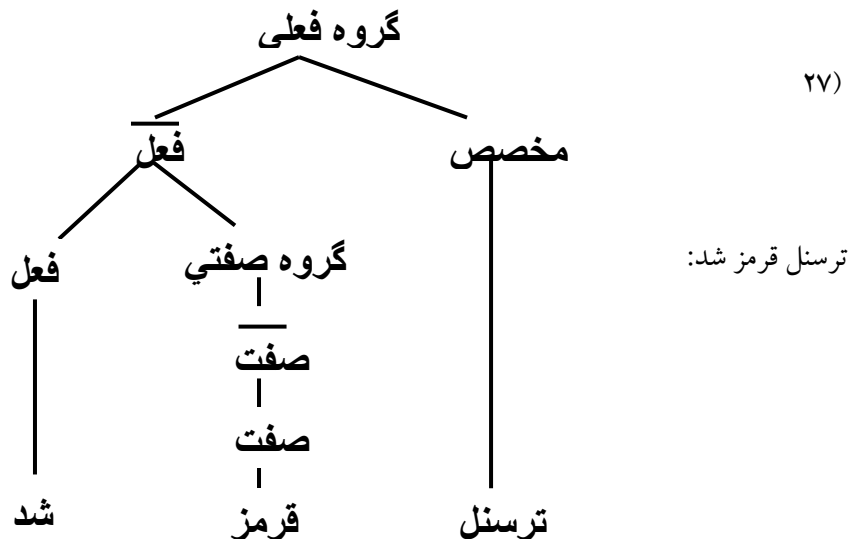 گروه فعلی
(۲۷
مخصص فعل
ترسنل قرمز شد:
گروه صفتي فعل
صفت
صفت
ترسنل قرمز شد